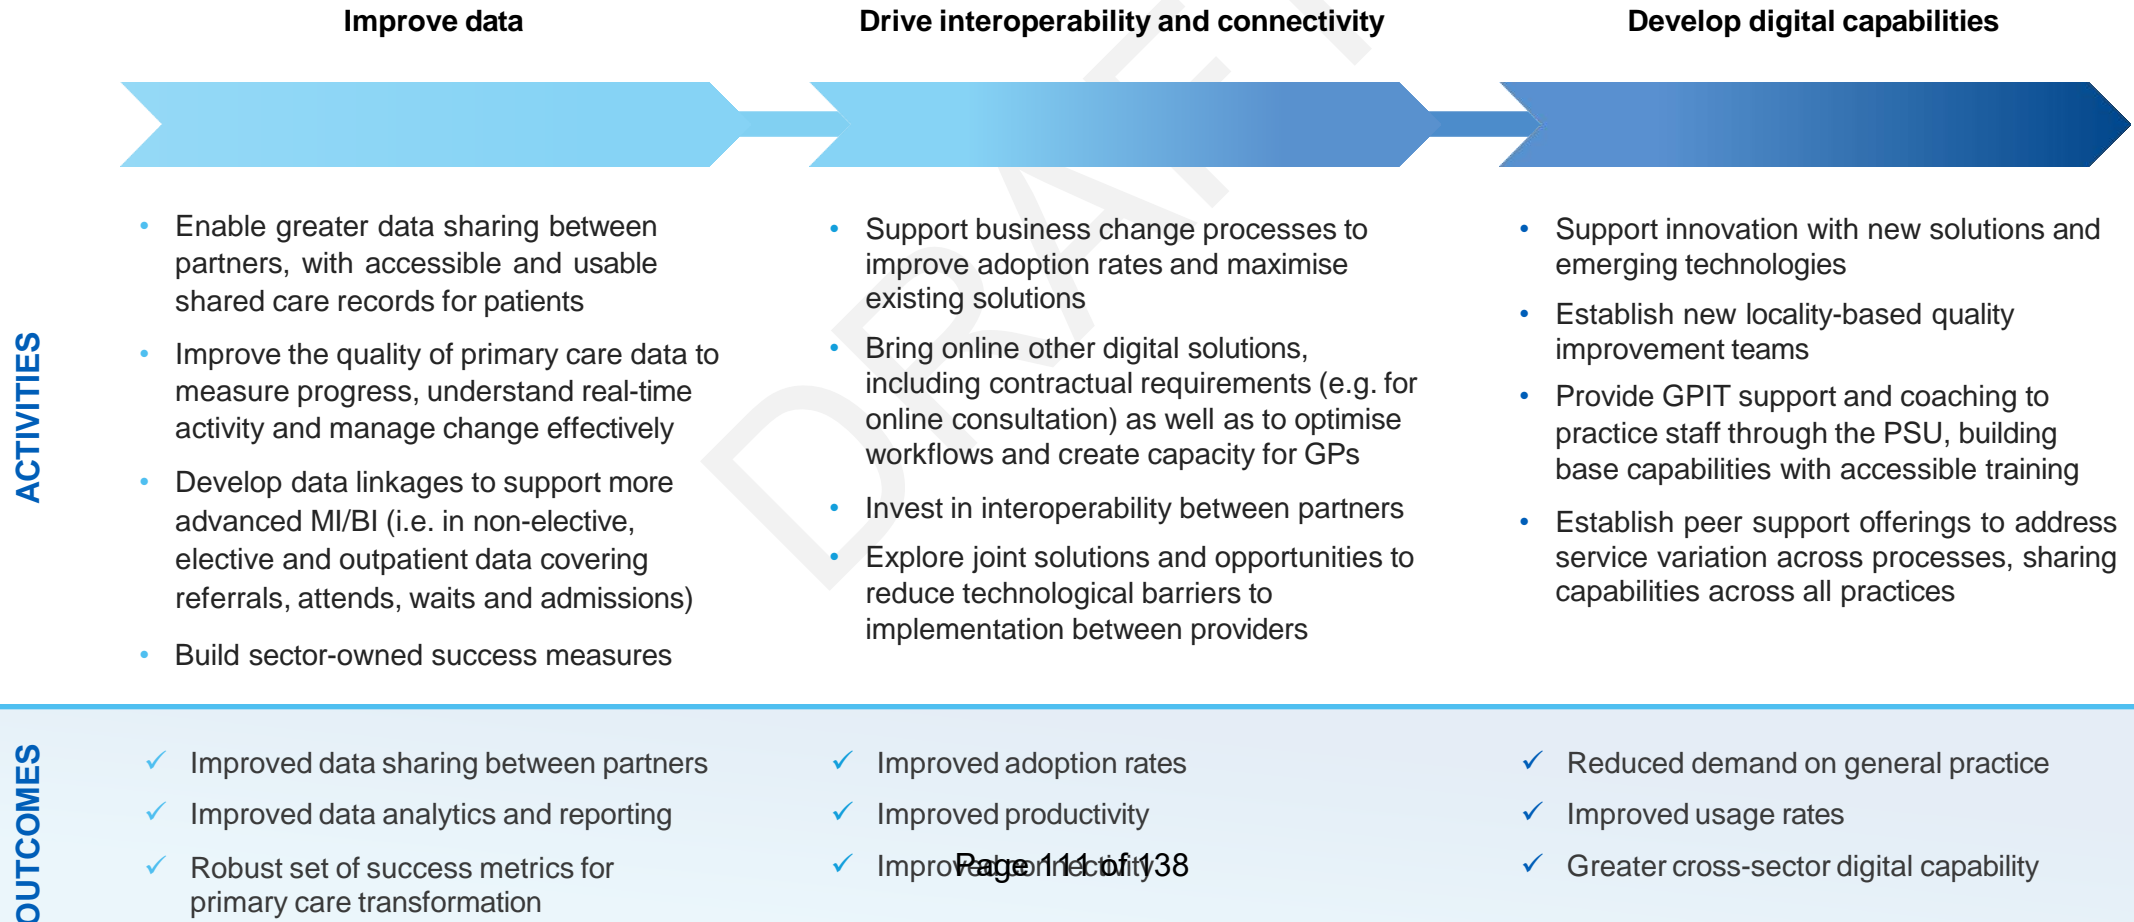 Improve data
Drive interoperability and connectivity
Develop digital capabilities
DRAFT
ACTIVITIES
• Enable greater data sharing between
partners, with accessible and usable
shared care records for patients
• Improve the quality of primary care data to
measure progress, understand real-time
activity and manage change effectively
• Develop data linkages to support more
advanced MI/BI (i.e. in non-elective,
elective and outpatient data covering
referrals, attends, waits and admissions)
• Build sector-owned success measures
• Support business change processes to
improve adoption rates and maximise
existing solutions
• Bring online other digital solutions,
including contractual requirements (e.g. for
online consultation) as well as to optimise
workflows and create capacity for GPs
• Invest in interoperability between partners
• Explore joint solutions and opportunities to
reduce technological barriers to
implementation between providers
• Support innovation with new solutions and
emerging technologies
• Establish new locality-based quality
improvement teams
• Provide GPIT support and coaching to
practice staff through the PSU, building
base capabilities with accessible training
• Establish peer support offerings to address
service variation across processes, sharing
capabilities across all practices
OUTCOMES
✓ Improved data sharing between partners
✓ Improved data analytics and reporting
✓ Robust set of success metrics for
primary care transformation
✓ Improved adoption rates
✓ Improved productivity
✓ Improved connectivity
Page 111 of 138
✓ Reduced demand on general practice
✓ Improved usage rates
✓ Greater cross-sector digital capability